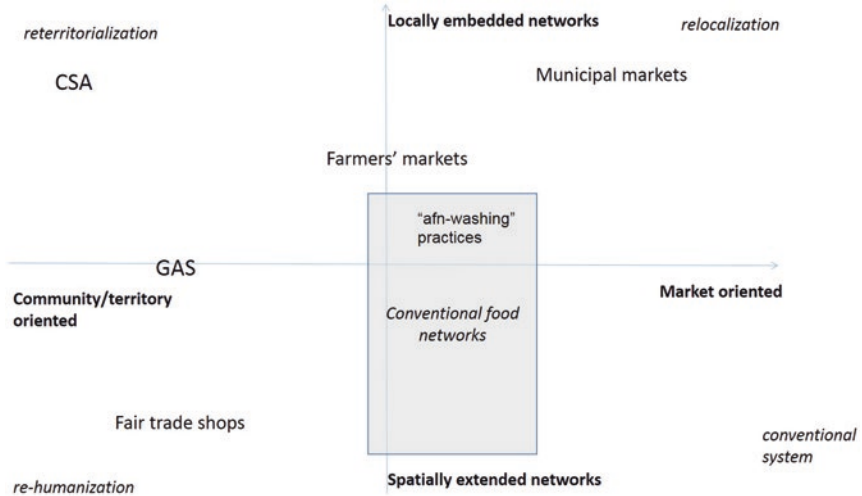 Locally embedded networks
reterritorialization
relocalization
CSA
Municipal markets
Farmers’ markets
“afn-washing”
practices
GAS
Community/territory
oriented
Market oriented
Conventional food
networks
Fair trade shops
conventional
system
re-humanization
Spatially extended networks